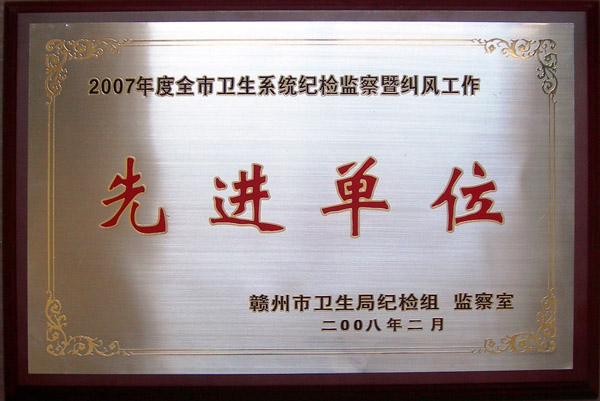 2007年度全市卫生系统纪检监察暨纠风工作
先进单位
赣州市卫生局纪检组 监察室
二00八年二月